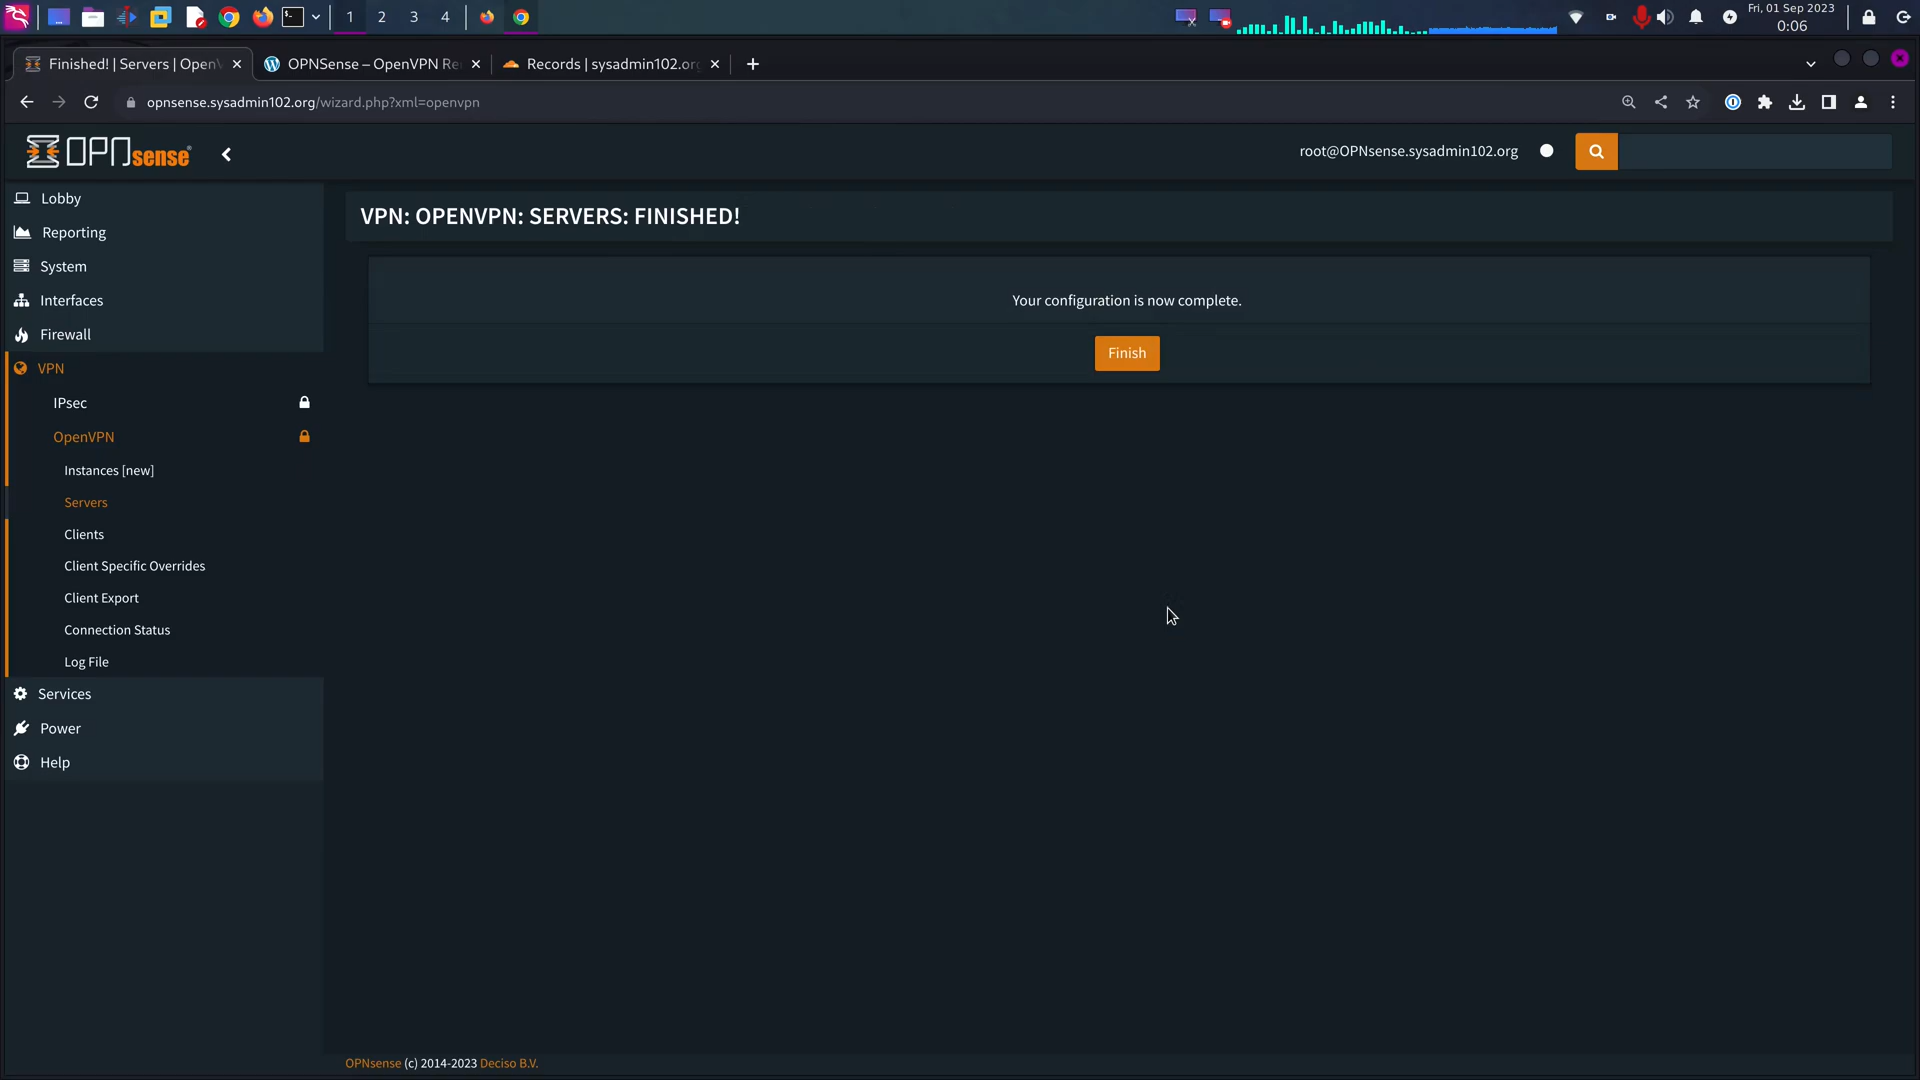 1 2 3 4
Fri, 01 Sep 2023
0:06
Finished! | Servers | Open
OPNSense – OpenVPN Re
Records | sysadmin102.org
opnsense.sysadmin102.org/wizard.php?xml=openvpn
OPNsense
root@OPNsense.sysadmin102.org
Lobby
Reporting
System
Interfaces
Firewall
VPN
IPsec
OpenVPN
Instances [new]
Servers
Clients
Client Specific Overrides
Client Export
Connection Status
Log File
Services
Power
Help
VPN: OPENVPN: SERVERS: FINISHED!
Your configuration is now complete.
Finish
OPNsense (c) 2014-2023 Deciso B.V.